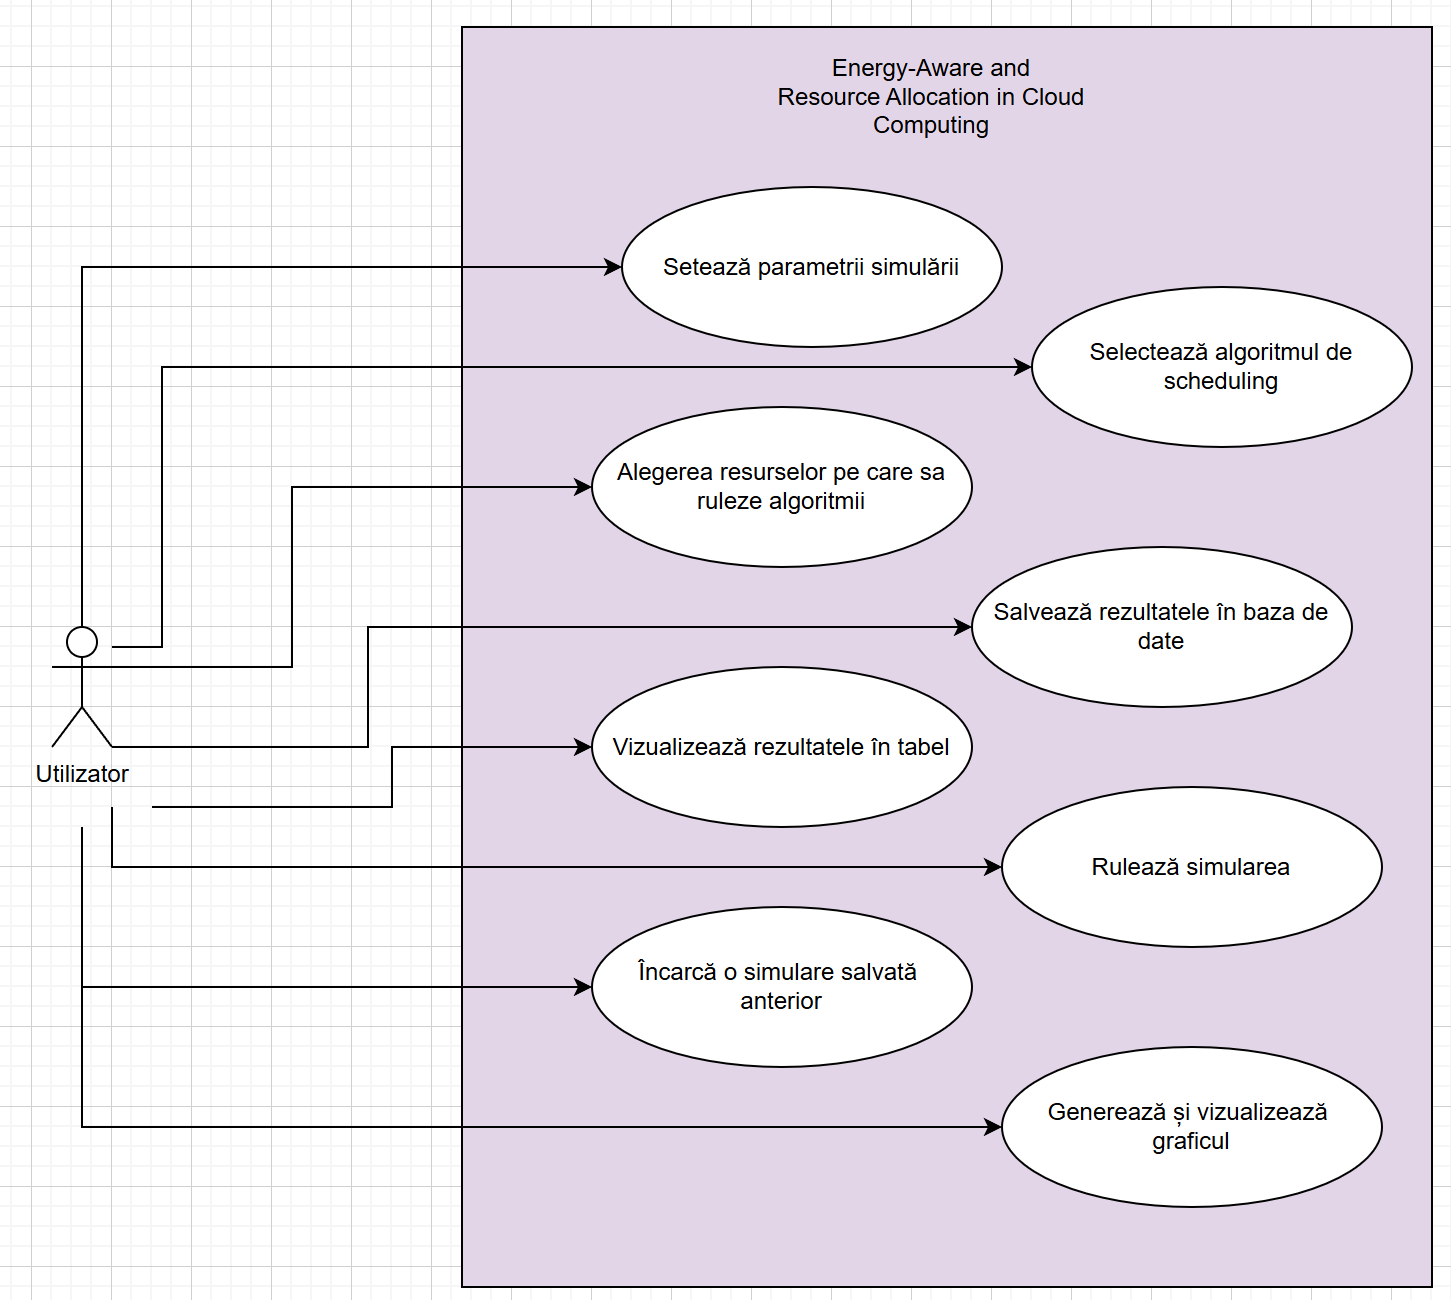 Energy-Aware and
Resource Allocation in Cloud
Computing
Setează parametrii simulării
Selectează algoritmul de
scheduling
Alegerea resurselor pe care sa
ruleze algoritmii
Salvează rezultatele în baza de
date
Vizualizează rezultatele în tabel
Utilizator
Rulează simularea
Încarcă o simulare salvată
anterior
Generează și vizualizează
graficul